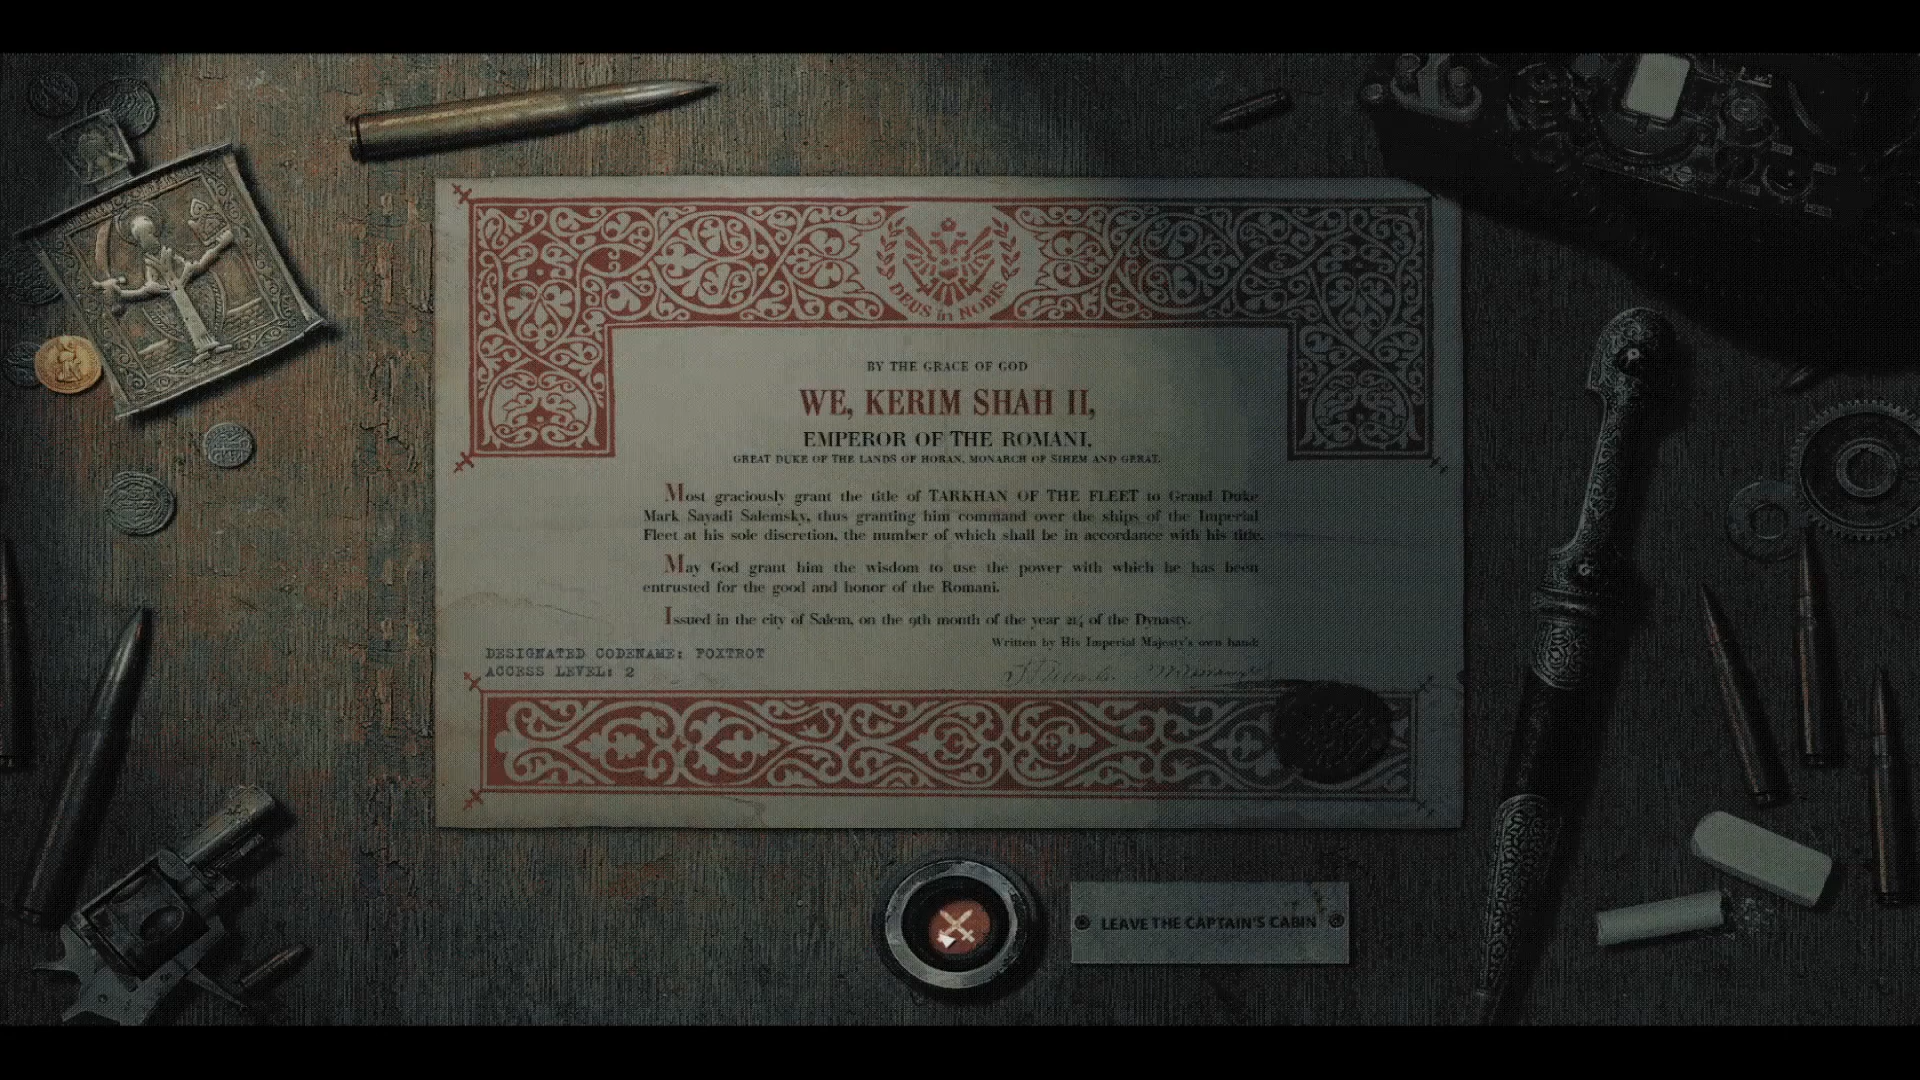 DEUS in NOBIS
BY THE GRACE OF GOD
WE, KERIM SHAH II,
EMPEROR OF THE ROMANI,
GREAT DUKE OF THE LANDS OF HORAN, MONARCH OF SIHEM AND GERAT.
Most graciously grant the title of TARKHAN OF THE FLEET to Grand Duke
Mark Sayadi Salemsky, thus granting him command over the ships of the Imperial
Fleet at his sole discretion, the number of which shall be in accordance with his title.
May God grant him the wisdom to use the power with which he has been
entrusted for the good and honor of the Romani.
Issued in the city of Salem, on the 9th month of the year 214 of the Dynasty.
Written by His Imperial Majesty's own hand:
DESIGNATED CODENAME: FOXTROT
ACCESS LEVEL: 2
LEAVE THE CAPTAIN'S CABIN